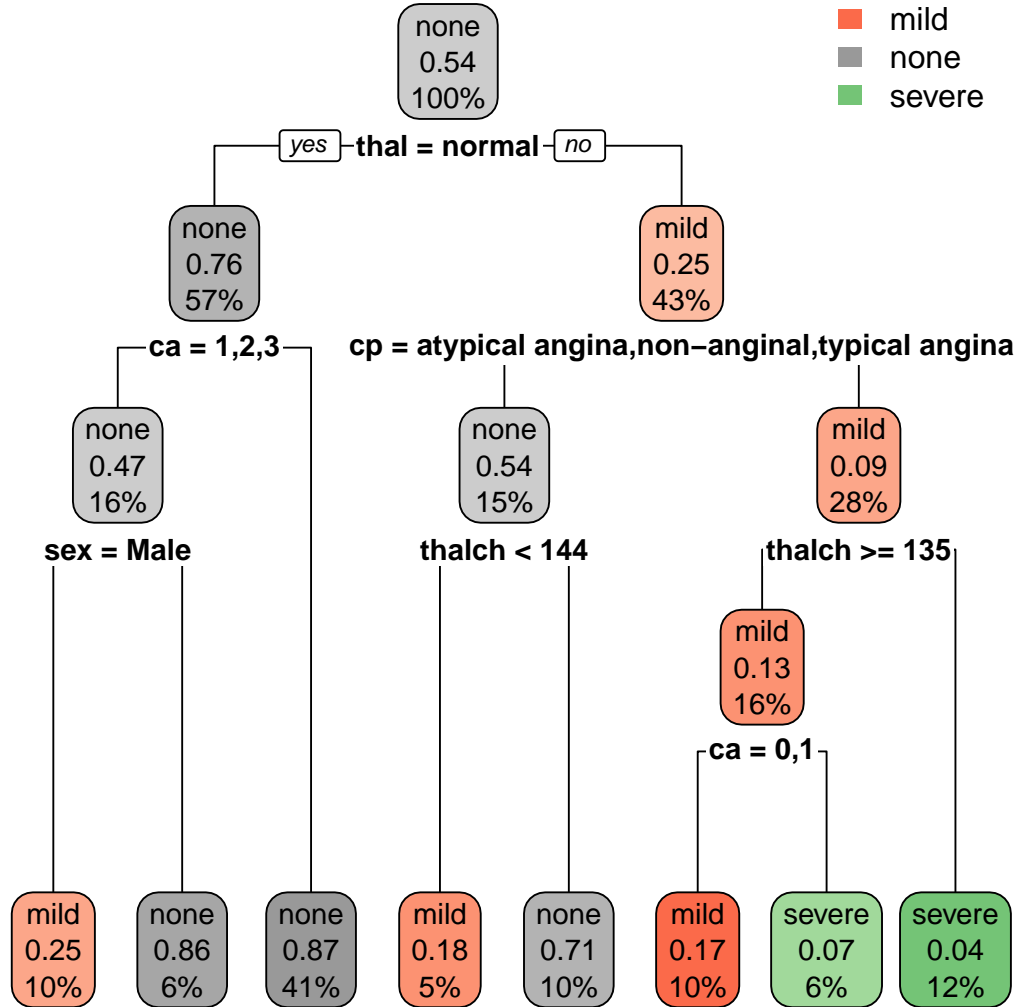 none
0.54
100%
mild
none
severe
yes thal = normal no
none
0.76
57%
mild
0.25
43%
ca = 1,2,3
cp = atypical angina,non−anginal,typical angina
none
0.47
16%
none
0.54
15%
mild
0.09
28%
sex = Male
thalch < 144
thalch >= 135
mild
0.13
16%
ca = 0,1
mild
0.25
10%
none
0.86
6%
none
0.87
41%
mild
0.18
5%
none
0.71
10%
mild
0.17
10%
severe
0.07
6%
severe
0.04
12%